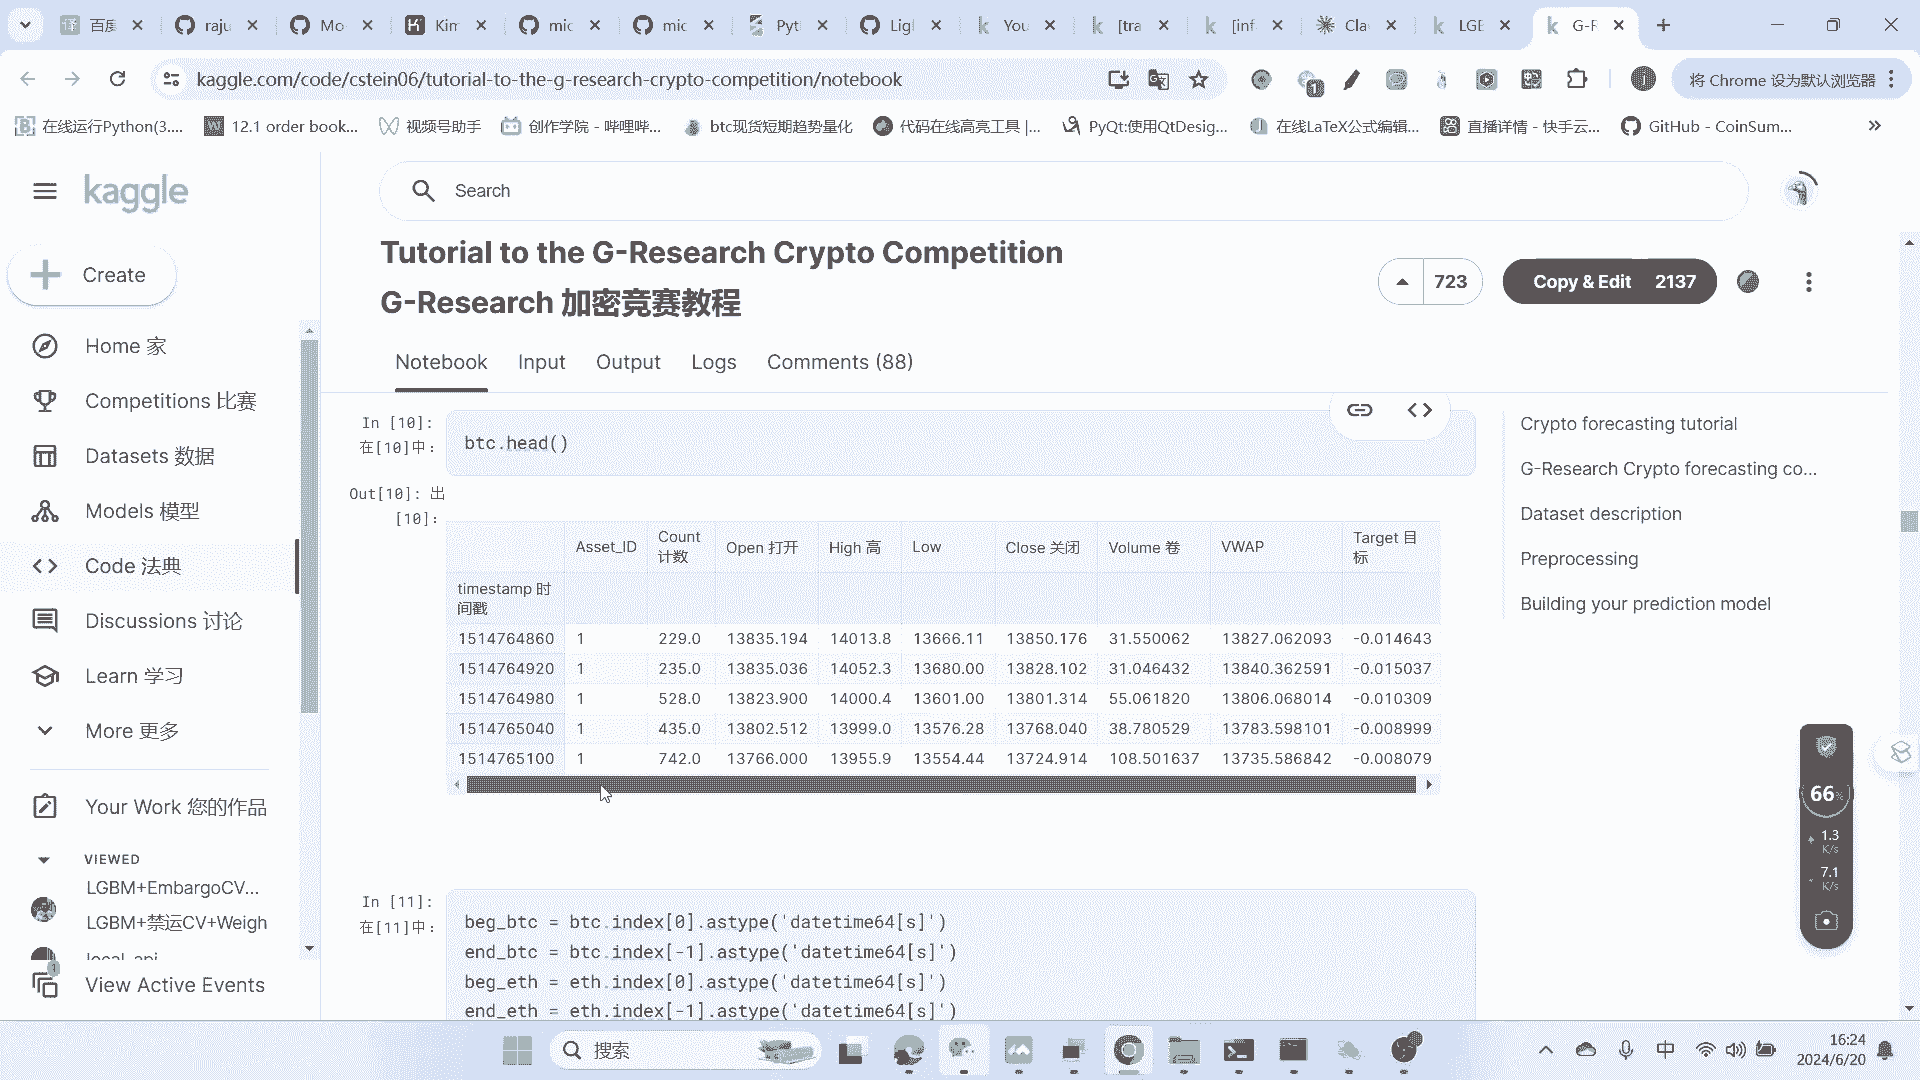 百度
raju
Mo
Kim
mic
mic
Pyt
Ligl
You
[tra
[inf
Cla
LGE
G-F
kaggle.com/code/cstein06/tutorial-to-the-g-research-crypto-competition/notebook
1
将 Chrome 设为默认浏览器
在线运行Python(3....
12.1 order book...
视频号助手
创作学院 - 哔哩哔...
btc现货短期趋势量化
代码在线高亮工具 |...
PyQt:使用QtDesig...
在线LaTeX公式编辑...
直播详情 - 快手云...
GitHub - CoinSum...
kaggle
Search
Create
Home 家
Competitions 比赛
Datasets 数据
Models 模型
Code 法典
Discussions 讨论
Learn 学习
More 更多
Your Work 您的作品
VIEWED
LGBM+EmbargoCV...
LGBM+禁运CV+Weigh
local_api
1
View Active Events
Tutorial to the G-Research Crypto Competition
G-Research 加密竞赛教程
723
Copy & Edit 2137
Notebook Input Output Logs Comments (88)
In [10]:
在[10]中:
btc.head()
Out[10]: 出
[10]:
Asset_ID Count 计数 Open 打开 High 高 Low Close 关闭 Volume 卷 VWAP Target 目标
timestamp 时间戳
1514764860 1 229.0 13835.194 14013.8 13666.11 13850.176 31.550062 13827.062093 -0.014643
1514764920 1 235.0 13835.036 14052.3 13680.00 13828.102 31.046432 13840.362591 -0.015037
1514764980 1 528.0 13823.900 14000.4 13601.00 13801.314 55.061820 13806.068014 -0.010309
1514765040 1 435.0 13802.512 13999.0 13576.28 13768.040 38.780529 13783.598101 -0.008999
1514765100 1 742.0 13766.000 13955.9 13554.44 13724.914 108.501637 13735.586842 -0.008079
In [11]:
在[11]中:
beg_btc = btc.index[0].astype('datetime64[s]')
end_btc = btc.index[-1].astype('datetime64[s]')
beg_eth = eth.index[0].astype('datetime64[s]')
end_eth = eth.index[-1].astype('datetime64[s]')
Crypto forecasting tutorial
G-Research Crypto forecasting co...
Dataset description
Preprocessing
Building your prediction model
66%
1.3
K/s
7.1
K/s
搜索
中
16:24
2024/6/20